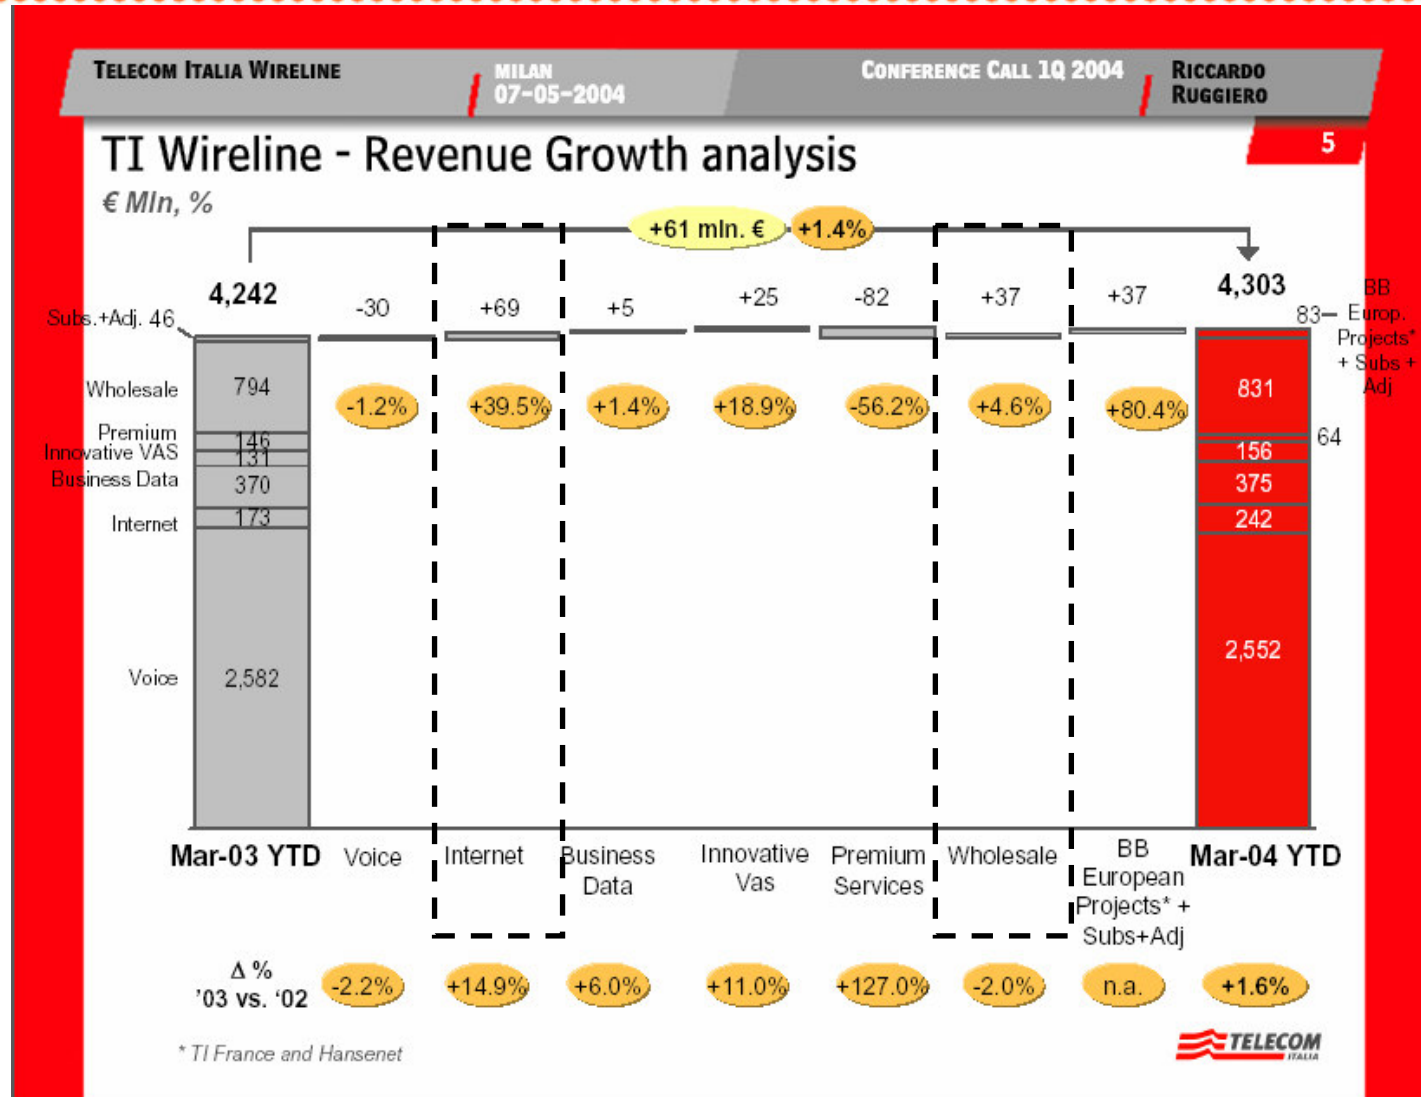 TELECOM ITALIA WIRELINE
MILAN
07-05-2004
CONFERENCE CALL 1Q 2004
RICCARDO
RUGGIERO
5
TI Wireline - Revenue Growth analysis
€ Mln, %
+61 mln. €
+1.4%
4,242
-30
+69
+5
+25
-82
+37
+37
4,303
Subs.+Adj. 46
83
BB
Europ.
Projects*
+ Subs +
Adj
Wholesale
794
-1.2%
+39.5%
+1.4%
+18.9%
-56.2%
+4.6%
+80.4%
831
Premium
146
64
Innovative VAS
131
156
Business Data
370
375
Internet
173
242
Voice
2,582
2,552
Mar-03 YTD
Voice
Internet
Business
Data
Innovative
Vas
Premium
Services
Wholesale
BB
European
Projects* +
Subs+Adj
Mar-04 YTD
Δ %
'03 vs. ‘02
-2.2%
+14.9%
+6.0%
+11.0%
+127.0%
-2.0%
n.a.
+1.6%
* TI France and Hansenet
TELECOM
ITALIA